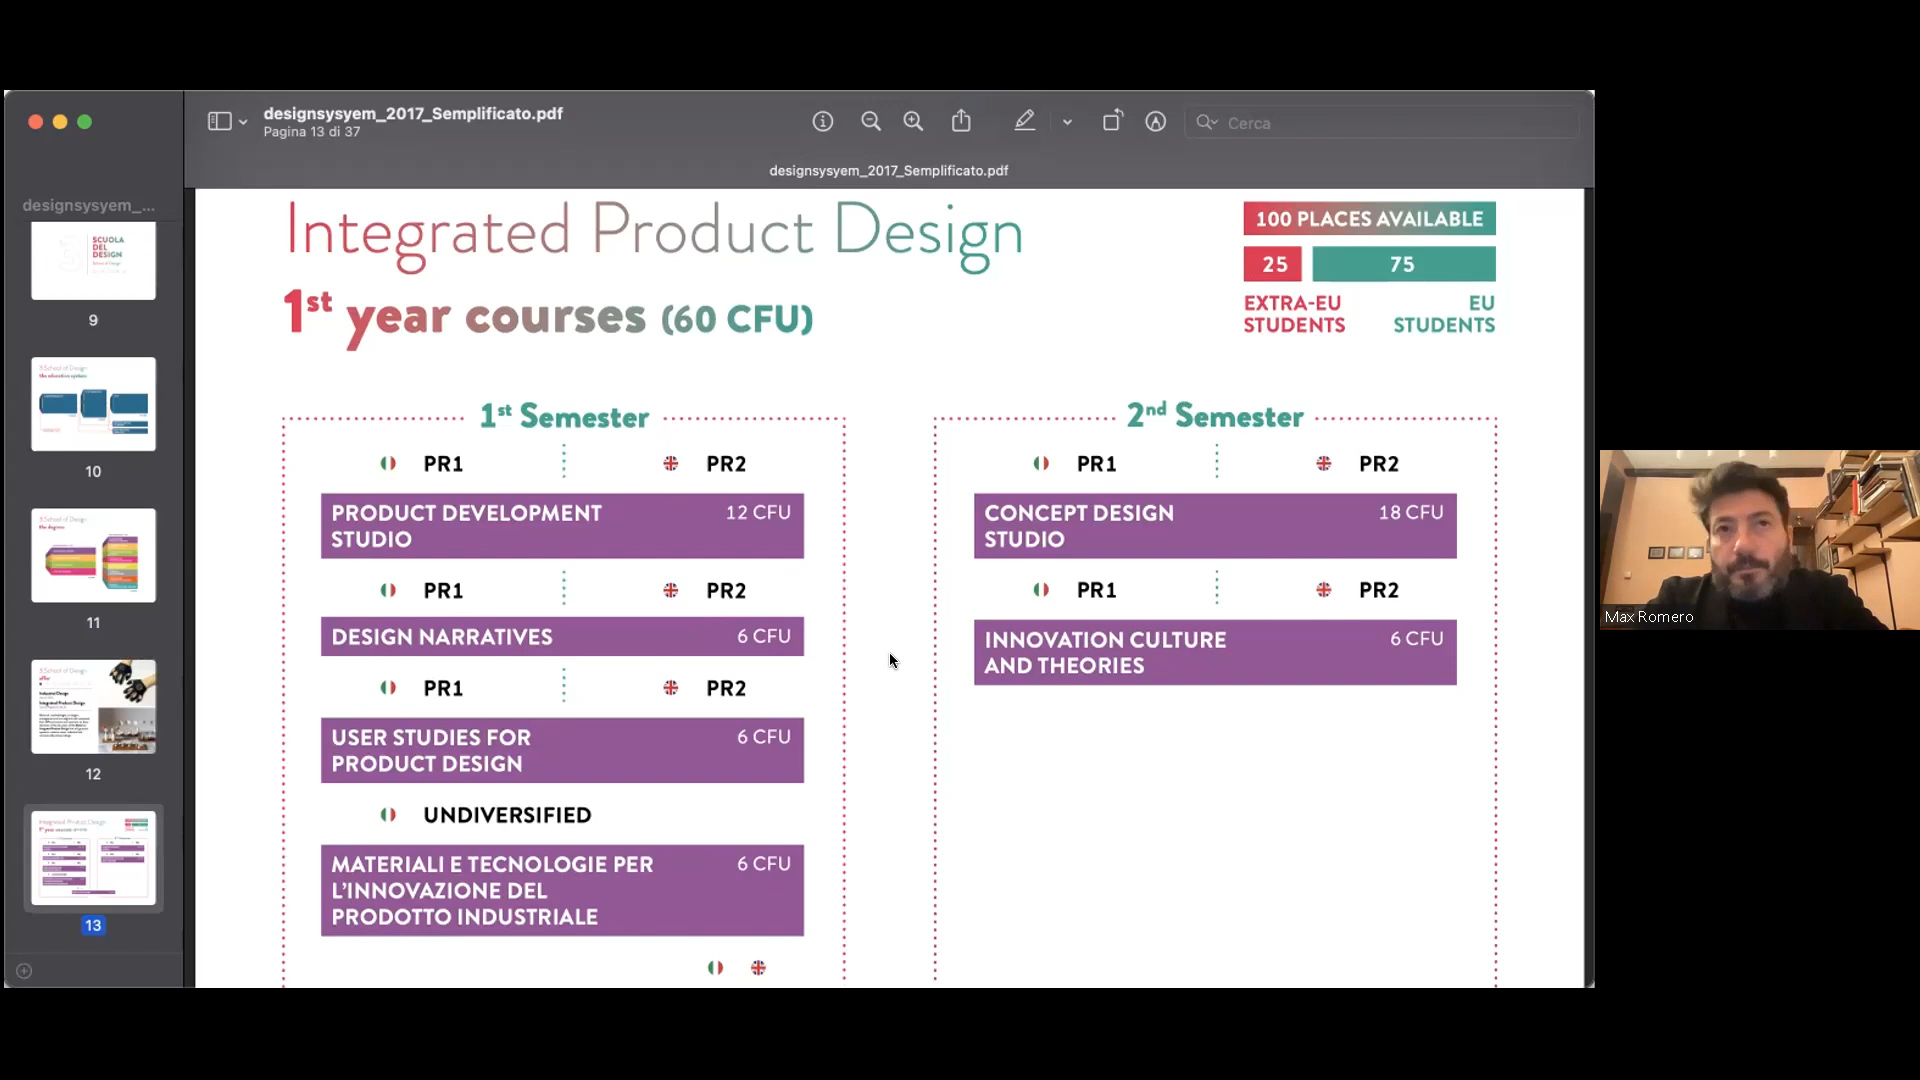 designsysyem_2017_Semplificato.pdf
Pagina 13 di 37
Cerca
designsysyem_2017_Semplificato.pdf
designsysyem_...
SCUOLA
DEL
DESIGN
9
10
11
12
13
Integrated Product Design
1st year courses (60 CFU)
100 PLACES AVAILABLE
25
75
EXTRA-EU
STUDENTS
EU
STUDENTS
1st Semester
PR1 PR2
PRODUCT DEVELOPMENT 12 CFU
STUDIO
PR1 PR2
DESIGN NARRATIVES 6 CFU
PR1 PR2
USER STUDIES FOR 6 CFU
PRODUCT DESIGN
UNDIVERSIFIED
MATERIALI E TECNOLOGIE PER 6 CFU
L’INNOVAZIONE DEL
PRODOTTO INDUSTRIALE
2nd Semester
PR1 PR2
CONCEPT DESIGN 18 CFU
STUDIO
PR1 PR2
INNOVATION CULTURE 6 CFU
AND THEORIES
Max Romero